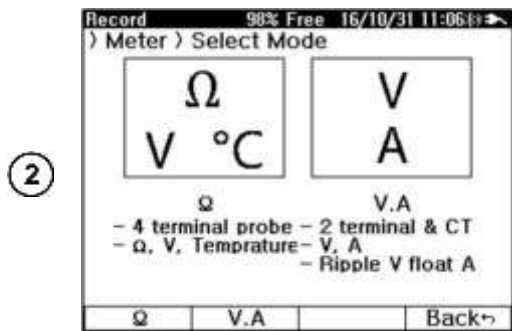 Record 98% Free 16/10/31 11:06
⟩ Meter ⟩ Select Mode
Ω V
V °C A
②
Ω V.A
- 4 terminal probe - 2 terminal & CT
- Ω, V, Temprature - V, A
- Ripple V float A
Ω V.A Back↰